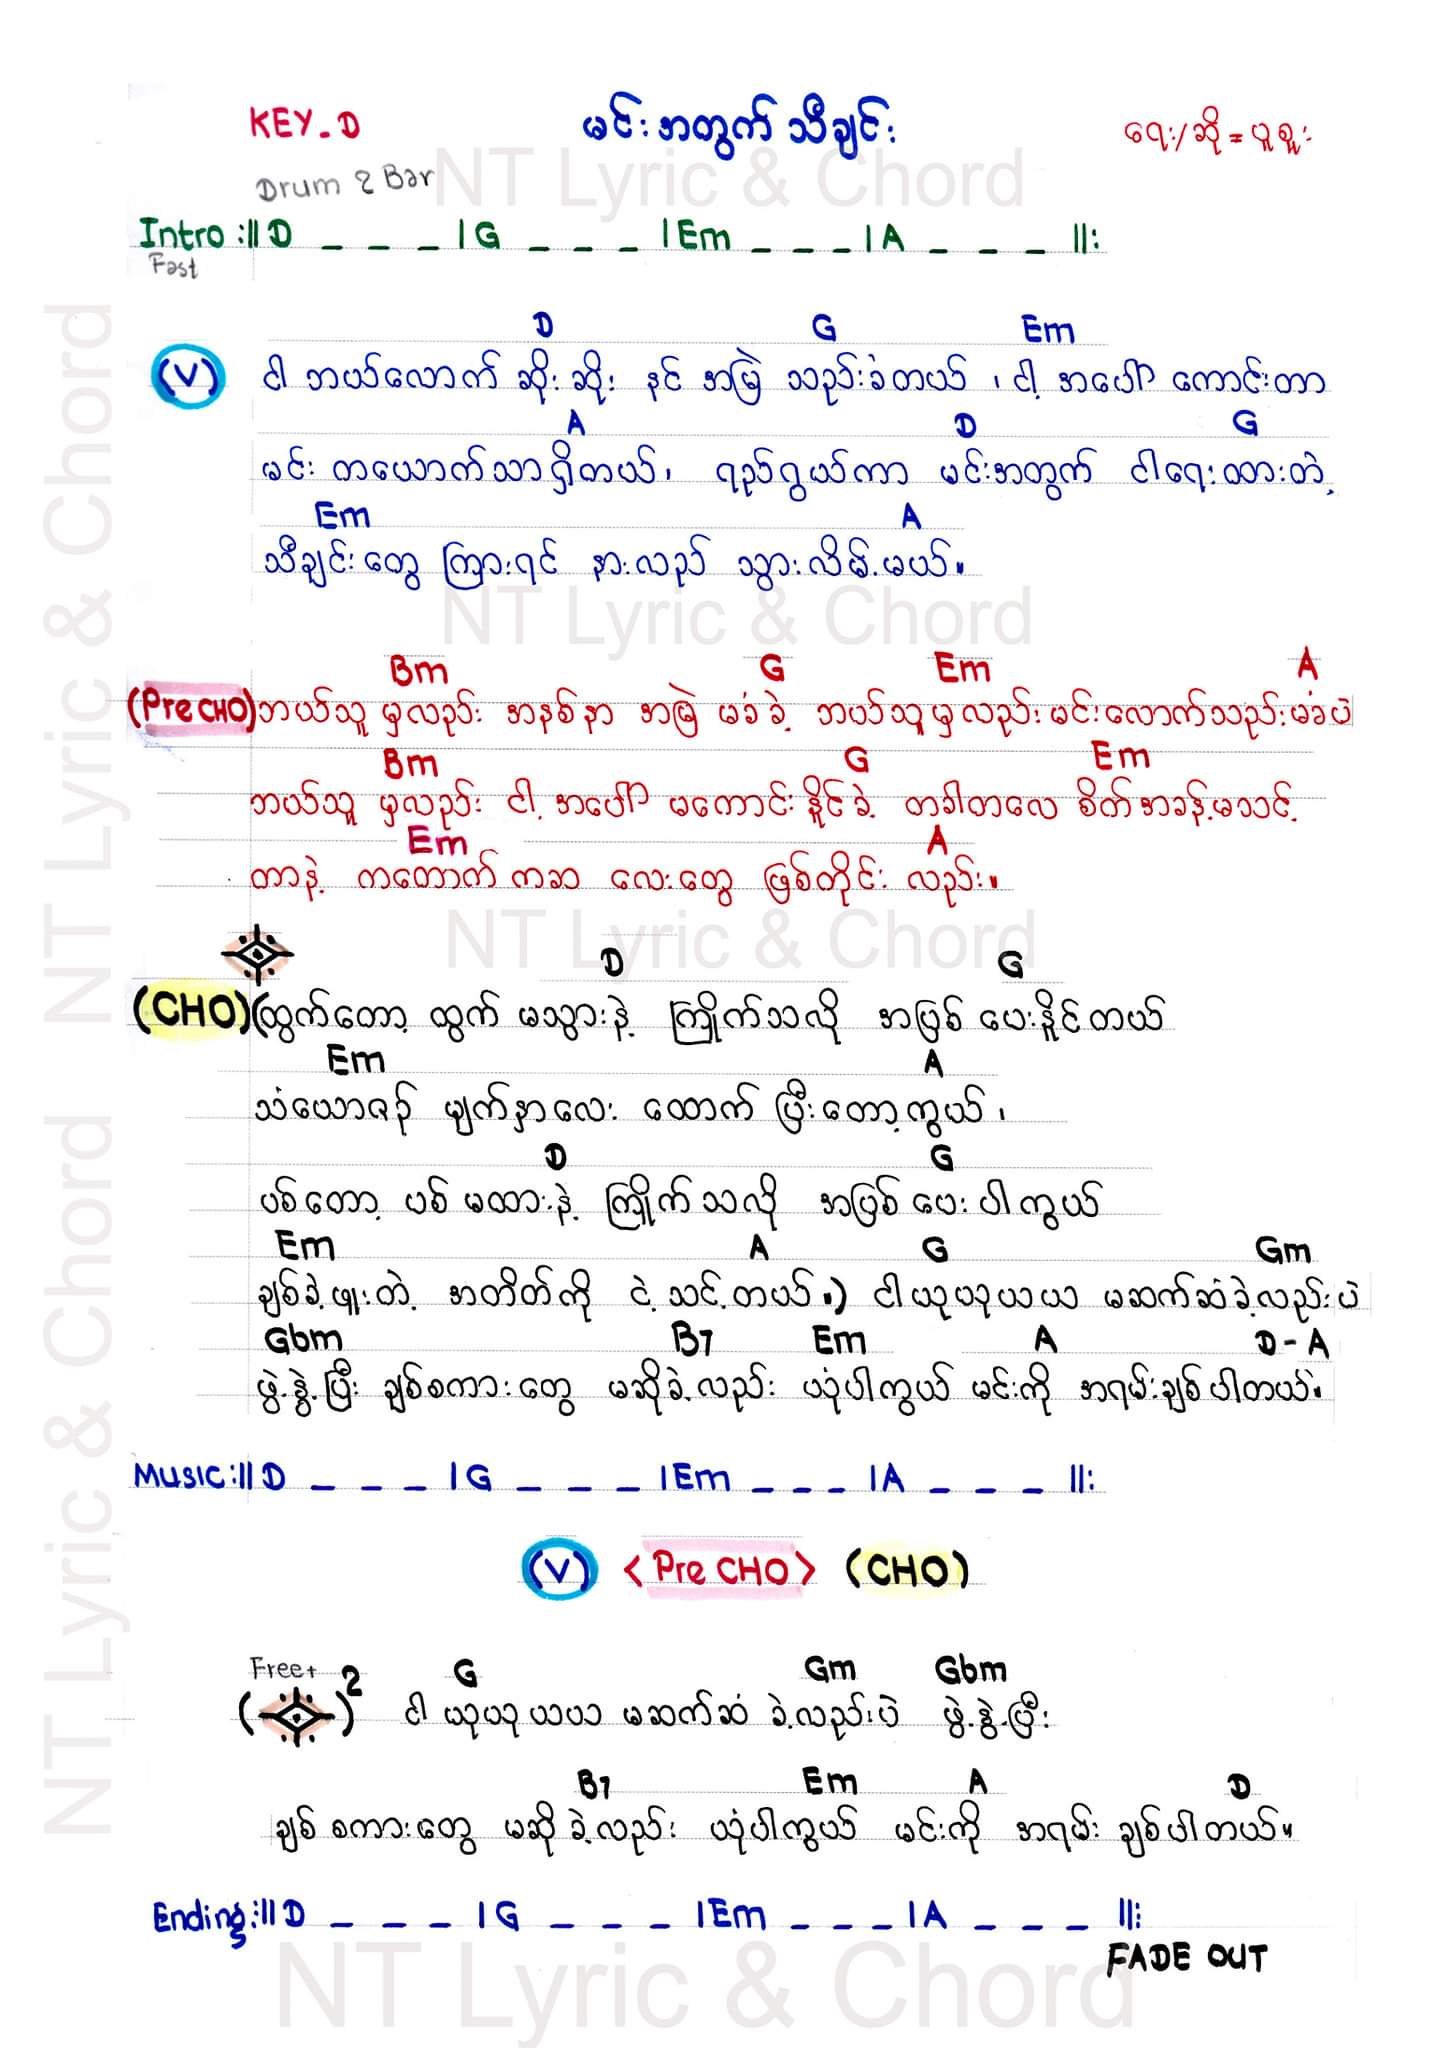 KEY-D
မင်းအတွက် သီချင်း
ရေး/ဆို = ပူစူး
Drum 2 Bar
NT Lyric & Chord
Intro :|| D _ _ _ | G _ _ _ | Em _ _ _ | A _ _ _ ||:
Fast
D G Em
(V) ငါ ဘယ်လောက် ဆိုးဆိုး နင် အမြဲ သည်းခံတယ် ၊ ငါ့ အပေါ် ကောင်းတာ
A D G
မင်း တယောက်သာရှိတယ်၊ ရည်ရွယ်ကာ မင်းအတွက် ငါရေးထားတဲ့
Em A
သီချင်းတွေ ကြားရင် နားလည် သွားလိမ့်မယ်။
NT Lyric & Chord
Bm G Em A
(Pre CHO) ဘယ်သူ မှလည်း အနစ်နာ အမြဲ မခံခဲ့ ဘယ်သူမှလည်း မင်းလောက်သည်းမခံပဲ
Bm G Em
ဘယ်သူ မှလည်း ငါ့ အပေါ် မကောင်းနိုင်ခဲ့ တခါတလေ စိတ်အခန့်မသင့်
Em A
တာနဲ့ ကတောက် ကဆ လေးတွေ ဖြစ်တိုင်း လည်း။
NT Lyric & Chord
D G
(CHO) (ထွက်တော့ ထွက် မသွားနဲ့ ကြိုက်သလို အပြစ် ပေးနိုင်တယ်
Em A
သံယောဇဉ် မျက်နှာလေး ထောက် ပြီးတော့ကွယ်၊
D G
ပစ်တော့ ပစ် မထားနဲ့ ကြိုက်သလို အပြစ်ပေးပါကွယ်
Em A G Gm
ချစ်ခဲ့ဖူးတဲ့ အတိတ်ကို ငဲ့သင့်တယ်။) ငါယုယုယယ မဆက်ဆံခဲ့လည်းပဲ
Gbm B7 Em A D-A
ဖွဲ့နွဲ့ပြီး ချစ်စကားတွေ မဆိုခဲ့လည်း ယုံပါကွယ် မင်းကို အရမ်းချစ်ပါတယ်။
Music :|| D _ _ _ | G _ _ _ | Em _ _ _ | A _ _ _ ||:
(V) <Pre CHO> (CHO)
Free+ G Gm Gbm
( )2 ငါ ယုယု ယယ မဆက်ဆံ ခဲ့လည်းပဲ ဖွဲ့နွဲ့ပြီး
B7 Em A D
ချစ် စကားတွေ မဆိုခဲ့လည်း ယုံပါကွယ် မင်းကို အရမ်း ချစ်ပါတယ်။
Ending :|| D _ _ _ | G _ _ _ | Em _ _ _ | A _ _ _ ||:
FADE OUT
NT Lyric & Chord
NT Lyric & Chord NT Lyric & Chord